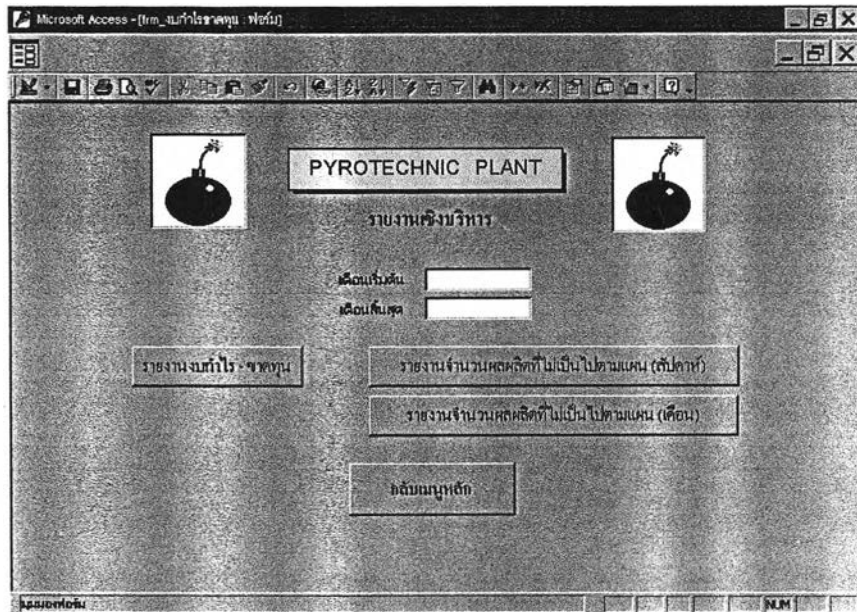 Microsoft Access - [frm_งบกำไรขาดทุน : ฟอร์ม]
PYROTECHNIC PLANT
รายงานเชิงบริหาร
เดือนเริ่มต้น
เดือนสิ้นสุด
รายงานงบกำไร - ขาดทุน
รายงานจำนวนผลผลิตที่ไม่เป็นไปตามแผน (สัปดาห์)
รายงานจำนวนผลผลิตที่ไม่เป็นไปตามแผน (เดือน)
กลับเมนูหลัก
มุมมองฟอร์ม
NUM